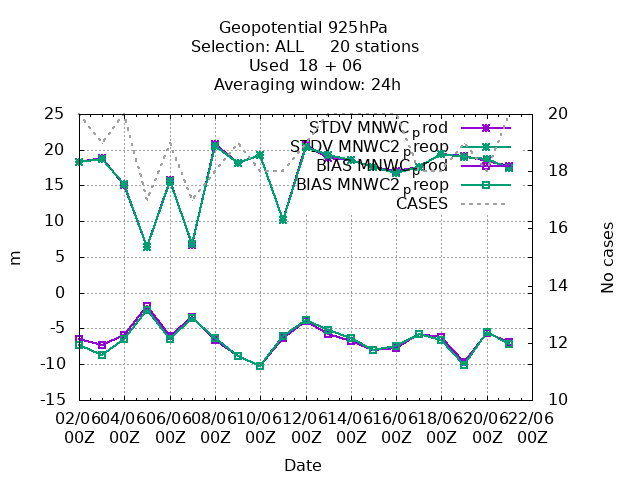 Geopotential 925hPa
Selection: ALL     20 stations
Used  18 + 06
Averaging window: 24h
25 20
STDV MNWC_prod
STDV MNWC2_preop
20
BIAS MNWC_prod
18
15
BIAS MNWC2_preop
CASES
10
16
5
m
No cases
0
14
-5
12
-10
-15 10
02/06 04/06 06/06 08/06 10/06 12/06 14/06 16/06 18/06 20/06 22/06
00Z 00Z 00Z 00Z 00Z 00Z 00Z 00Z 00Z 00Z 00Z
Date